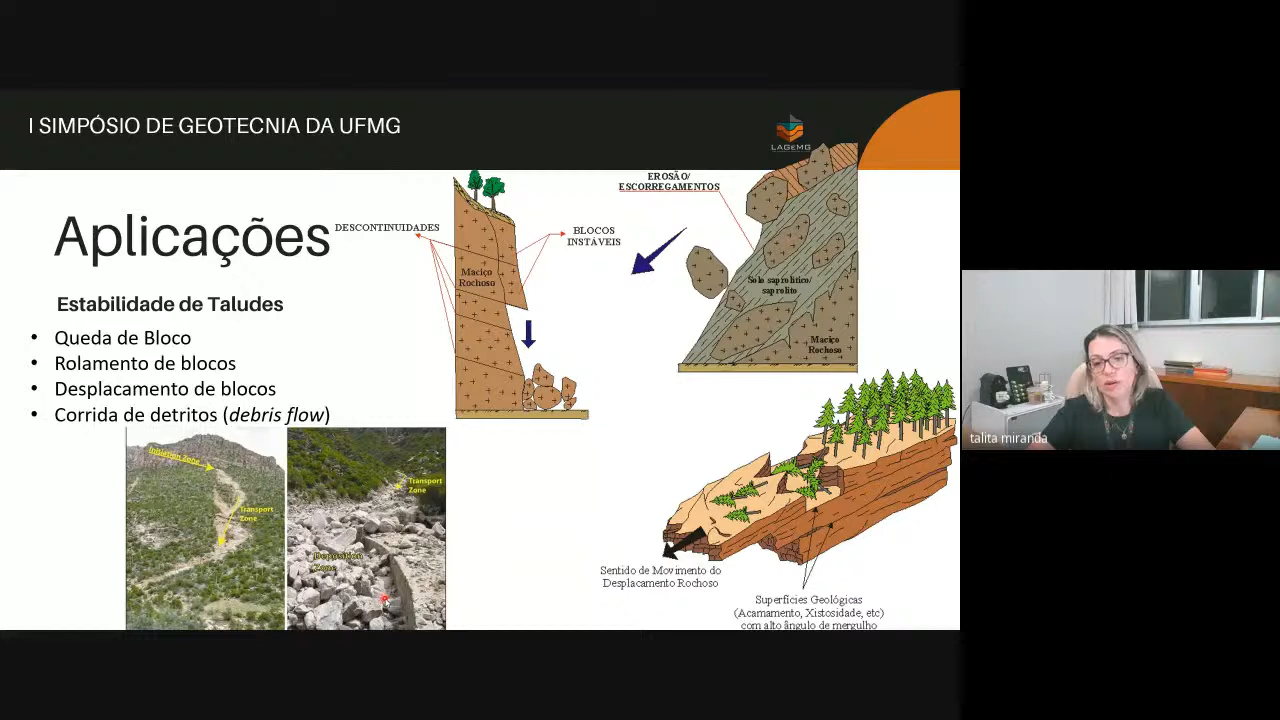 I SIMPÓSIO DE GEOTECNIA DA UFMG
LAGEMG
Aplicações
Estabilidade de Taludes
• Queda de Bloco
• Rolamento de blocos
• Desplacamento de blocos
• Corrida de detritos (debris flow)
DESCONTINUIDADES
BLOCOS
INSTÁVEIS
Maciço
Rochoso
EROSÃO/
ESCORREGAMENTOS
Solo saprolítico/
saprolito
Maciço
Rochoso
Initiation Zone
Transport
Zone
Transport
Zone
Deposition
Zone
Sentido de Movimento do
Desplacamento Rochoso
Superfícies Geológicas
(Acamamento, Xistosidade, etc)
com alto ângulo de mergulho
talita miranda